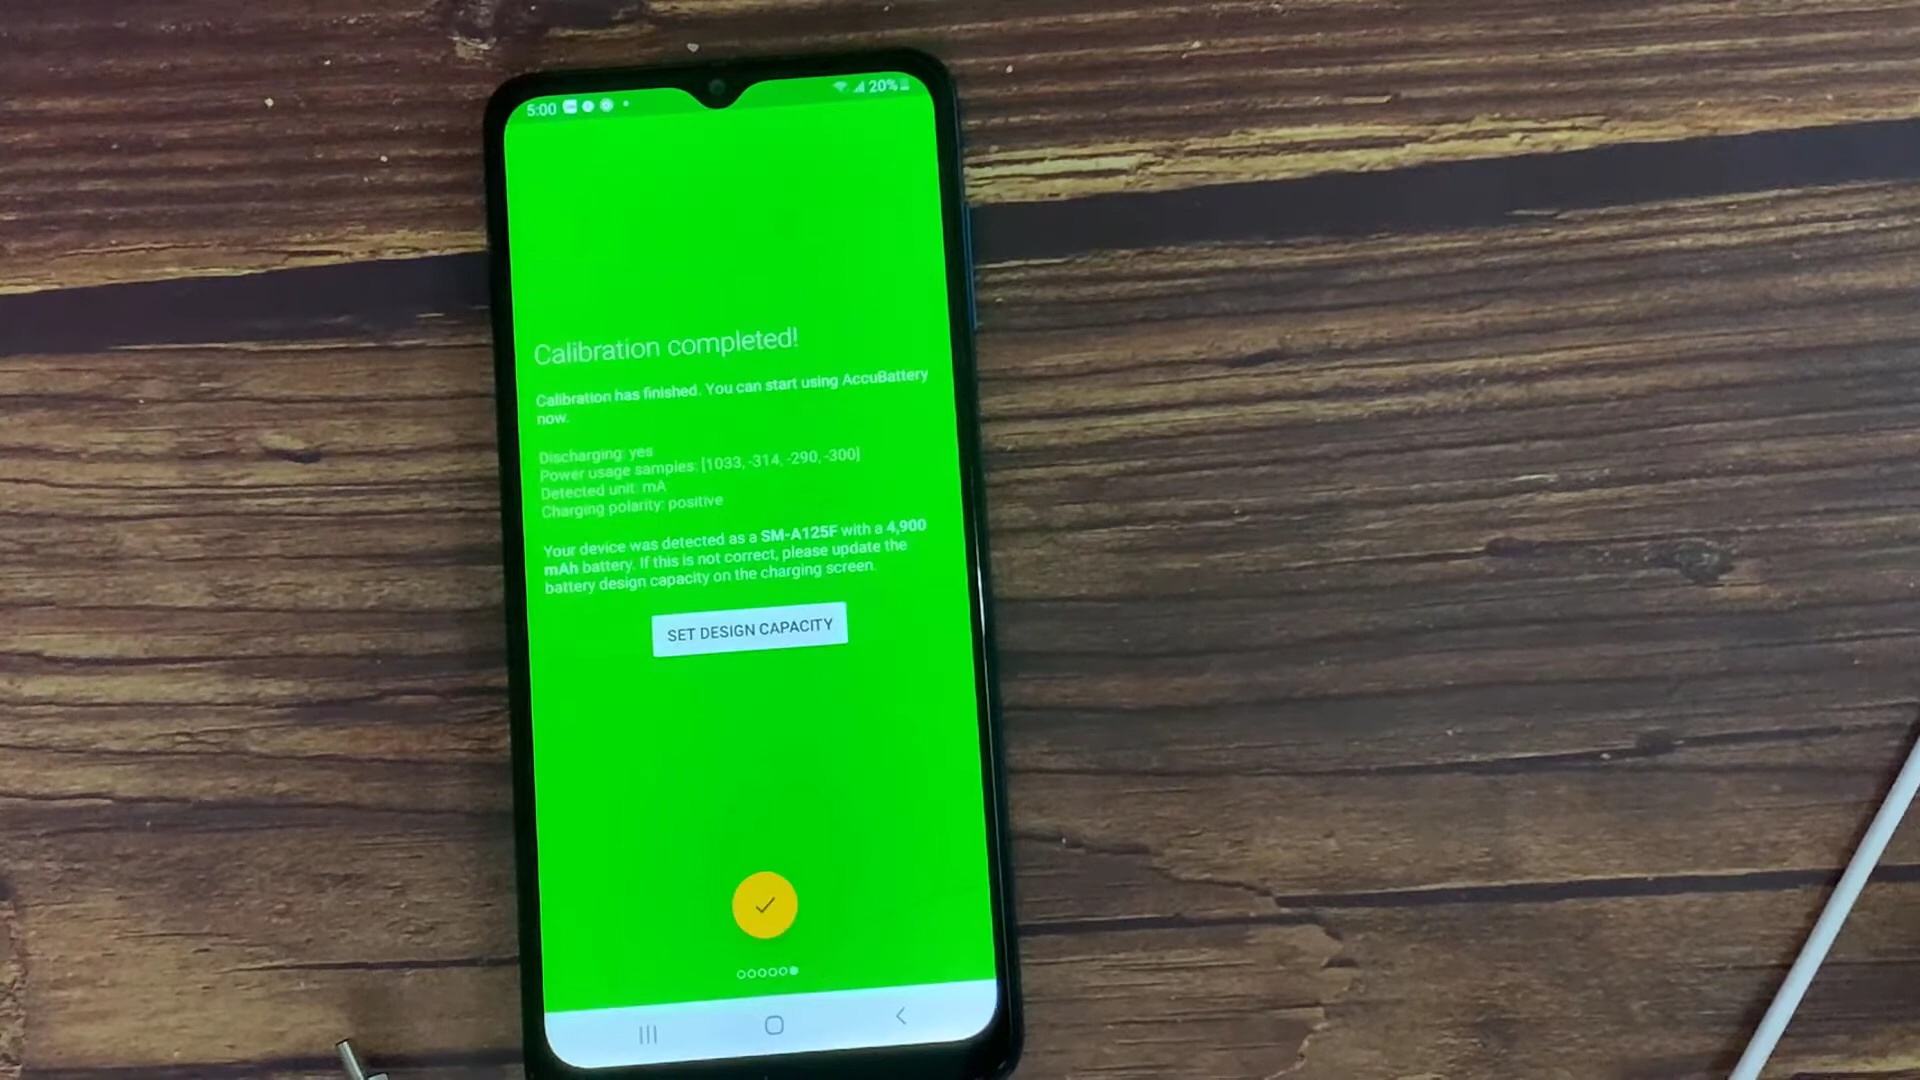 5:00
20%
Calibration completed!
Calibration has finished. You can start using AccuBattery
now.
Discharging: yes
Power usage samples: [1033, -314, -290, -300]
Detected unit: mA
Charging polarity: positive
Your device was detected as a SM-A125F with a 4,900
mAh battery. If this is not correct, please update the
battery design capacity on the charging screen.
SET DESIGN CAPACITY